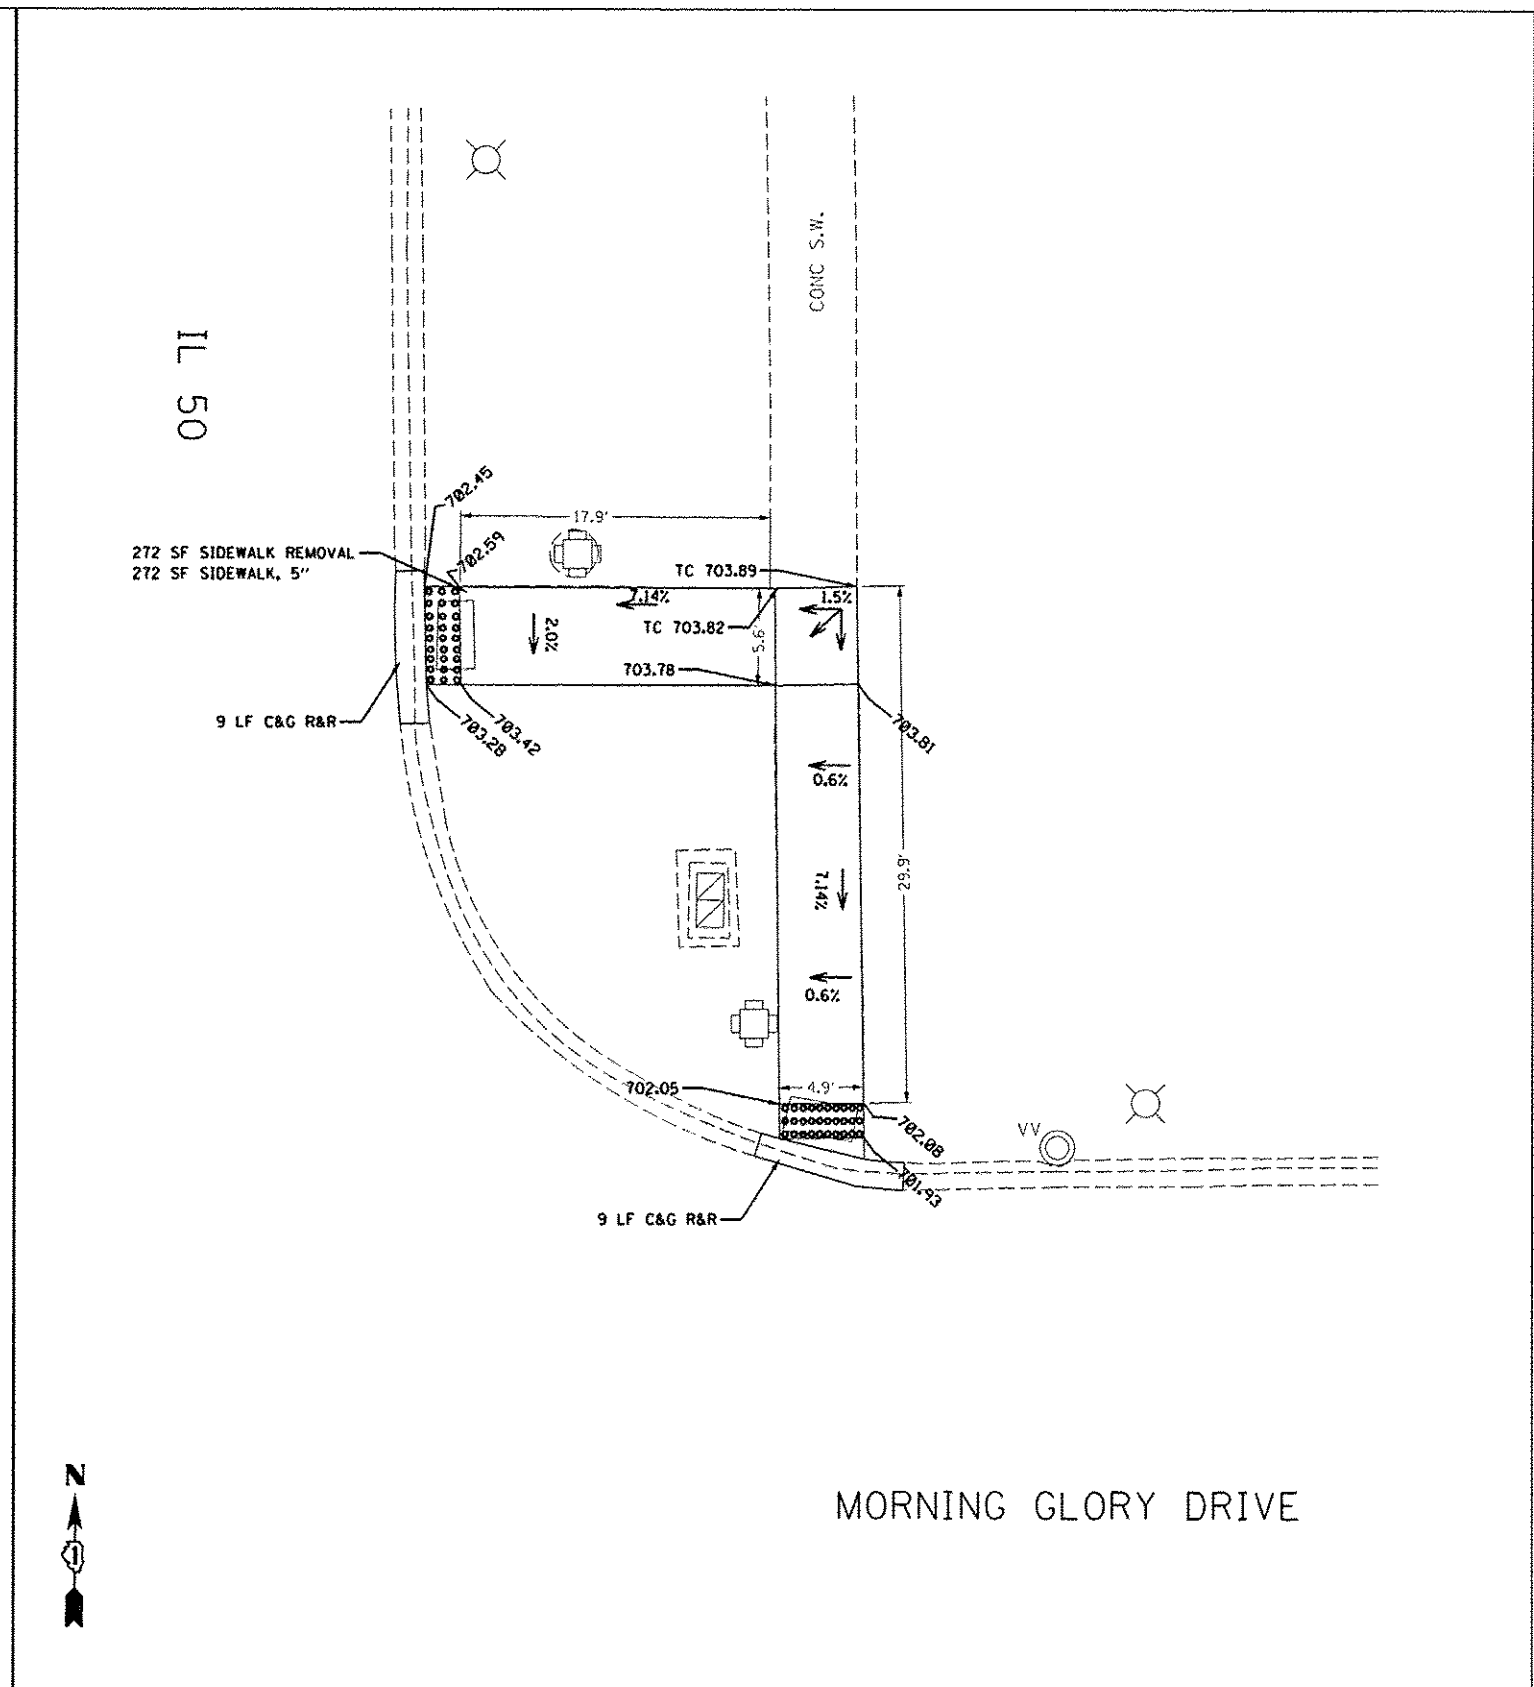 CONC S.W.
IL 50
702.45
17.9'
702.59
272 SF SIDEWALK REMOVAL
272 SF SIDEWALK, 5"
TC 703.89
7.14%
1.5%
TC 703.82
2.0%
5.6'
703.78
9 LF C&G R&R
703.42
703.28
703.81
0.6%
7.14%
29.9'
0.6%
702.05
4.9'
702.08
VV
701.93
9 LF C&G R&R
N
1
MORNING GLORY DRIVE